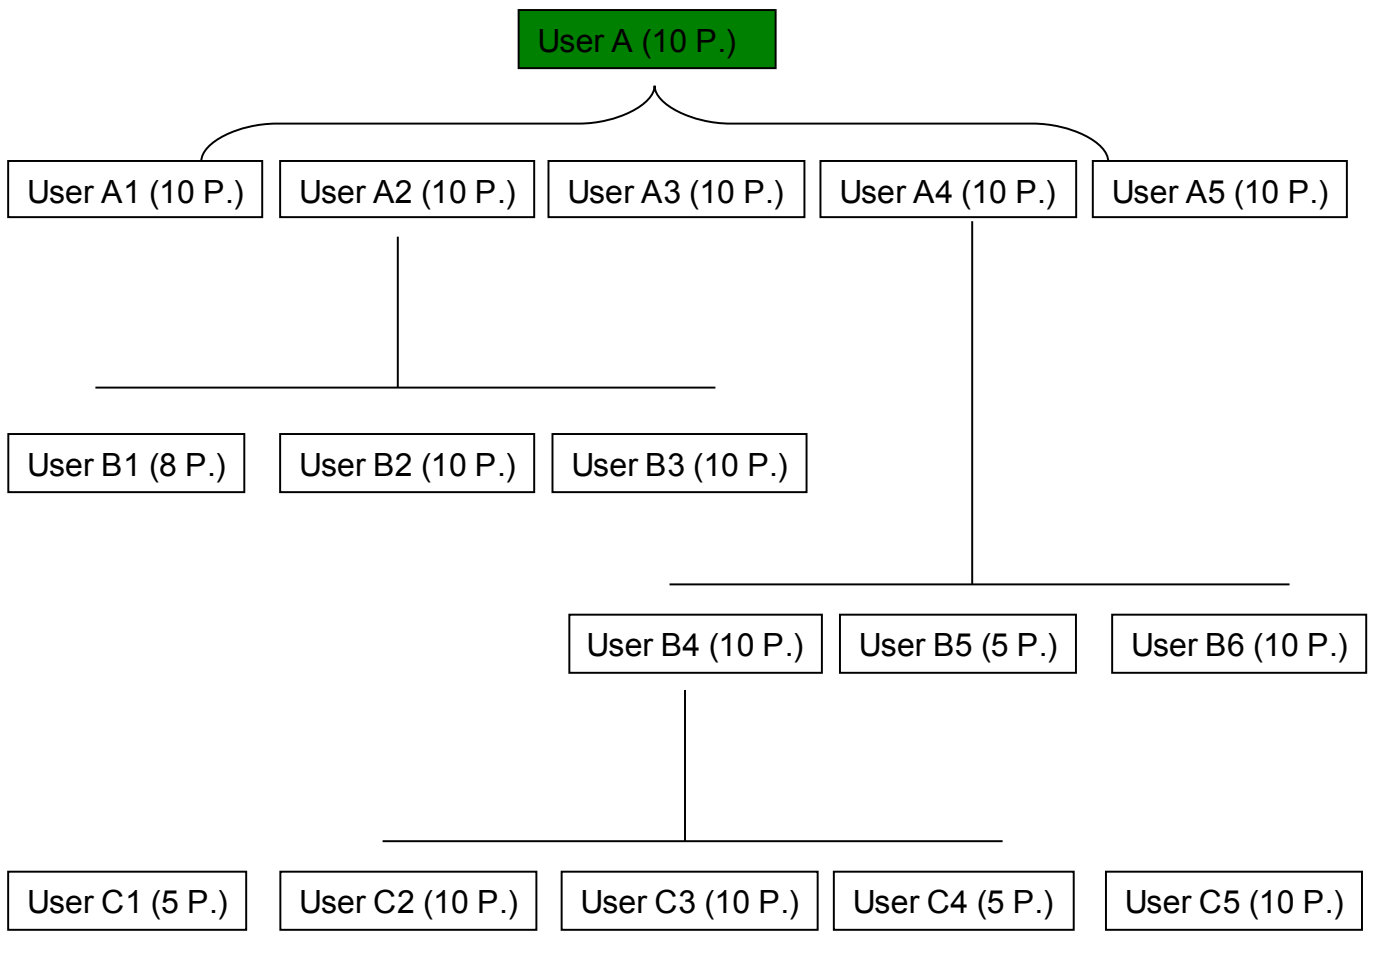 User A (10 P.)
User A1 (10 P.)
User A2 (10 P.)
User A3 (10 P.)
User A4 (10 P.)
User A5 (10 P.)
User B1 (8 P.)
User B2 (10 P.)
User B3 (10 P.)
User B4 (10 P.)
User B5 (5 P.)
User B6 (10 P.)
User C1 (5 P.)
User C2 (10 P.)
User C3 (10 P.)
User C4 (5 P.)
User C5 (10 P.)